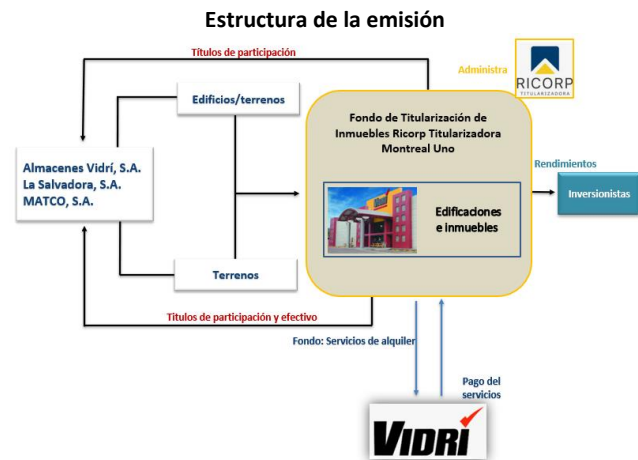 Estructura de la emisión
Títulos de participación
Administra
RICORP
TITULARIZADORA
Edificios/terrenos
Fondo de Titularización de
Inmuebles Ricorp Titularizadora
Montreal Uno
Almacenes Vidrí, S.A.
La Salvadora, S.A.
MATCO, S.A.
Rendimientos
Inversionistas
Edificaciones
e inmuebles
Terrenos
Titulos de participación y efectivo
Fondo: Servicios de alquiler
Pago del
servicios
VIDRÍ